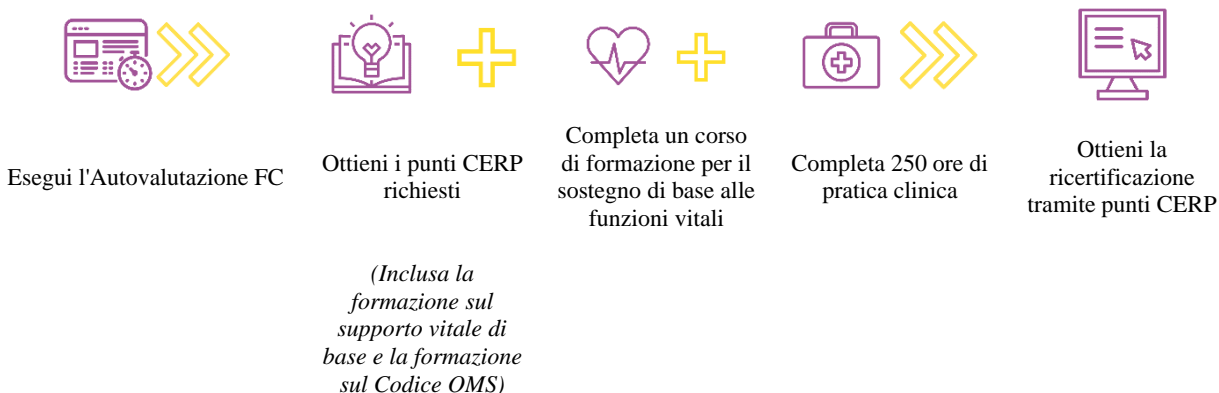 Esegui l'Autovalutazione FC
Ottieni i punti CERP
richiesti
(Inclusa la
formazione sul
supporto vitale di
base e la formazione
sul Codice OMS)
Completa un corso
di formazione per il
sostegno di base alle
funzioni vitali
Completa 250 ore di
pratica clinica
Ottieni la
ricertificazione
tramite punti CERP